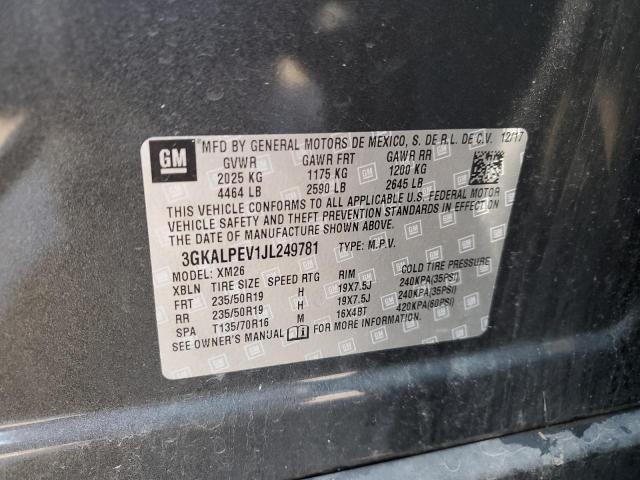 GM
MFD BY GENERAL MOTORS DE MEXICO, S. DE R.L. DE C.V. 12/17
GVWR GAWR FRT GAWR RR
2025 KG 1175 KG 1200 KG
4464 LB 2590 LB 2645 LB
THIS VEHICLE CONFORMS TO ALL APPLICABLE U.S. FEDERAL MOTOR
VEHICLE SAFETY AND THEFT PREVENTION STANDARDS IN EFFECT ON
THE DATE OF MANUFACTURE SHOWN ABOVE.
3GKALPEV1JL249781 TYPE: M.P.V.
MODEL: XM26
XBLN TIRE SIZE SPEED RTG RIM COLD TIRE PRESSURE
FRT 235/50R19 H 19X7.5J 240KPA(35PSI)
RR 235/50R19 H 19X7.5J 240KPA(35PSI)
SPA T135/70R16 M 16X4BT 420KPA(60PSI)
SEE OWNER'S MANUAL FOR MORE INFORMATION.